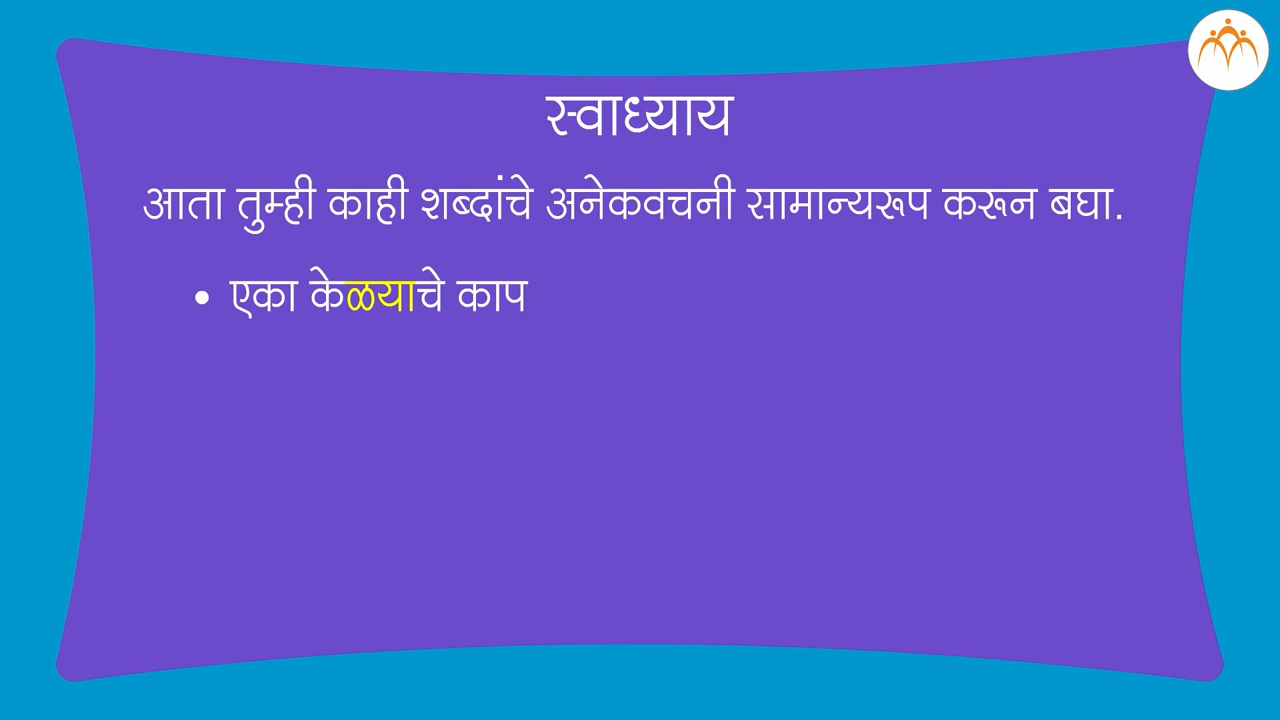 स्वाध्याय
आता तुम्ही काही शब्दांचे अनेकवचनी सामान्यरूप करून बघा.
• एका केळयाचे काप